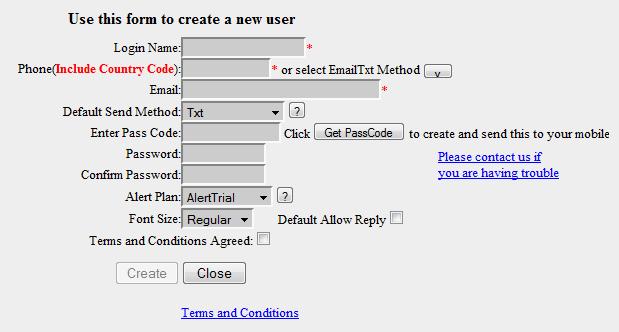 Use this form to create a new user
Login Name: *
Phone(Include Country Code): * or select EmailTxt Method v
Email: *
Default Send Method: Txt ?
Enter Pass Code: Click Get PassCode to create and send this to your mobile
Password:
Please contact us if
you are having trouble
Confirm Password:
Alert Plan: AlertTrial ?
Font Size: Regular Default Allow Reply
Terms and Conditions Agreed:
Create Close
Terms and Conditions